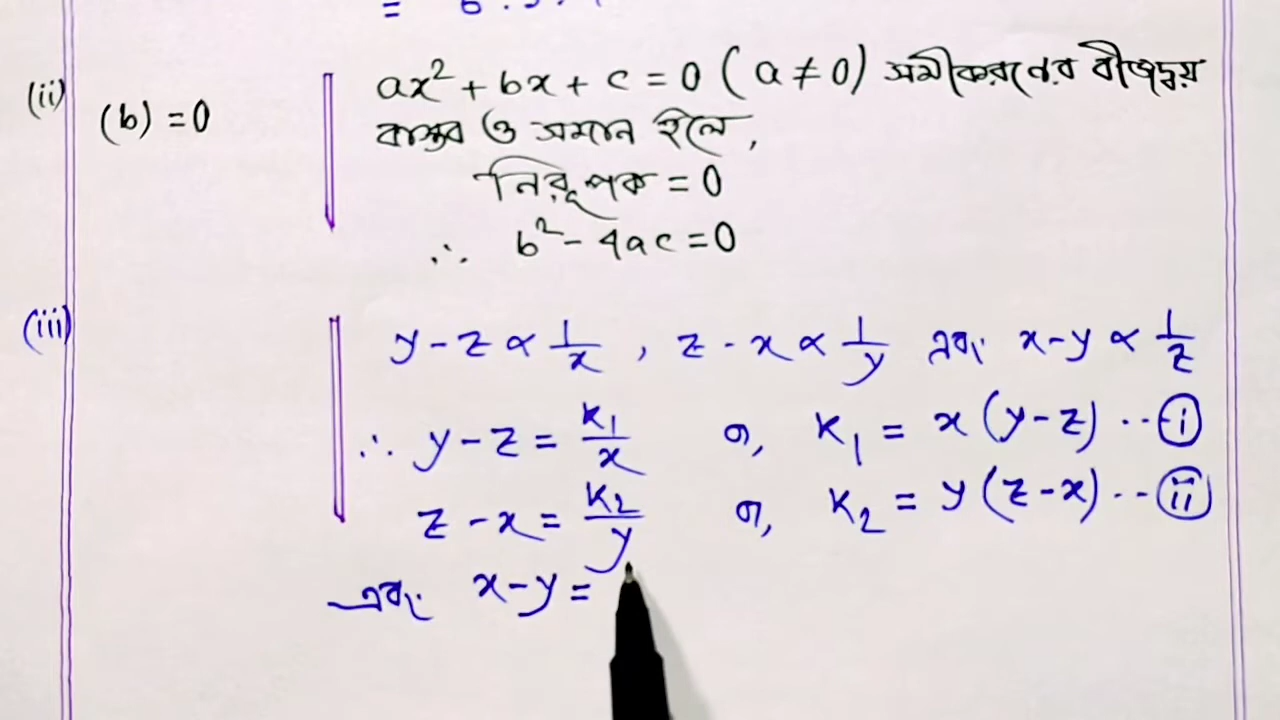 (ii) (b) = 0 ax² + bx + c = 0 (a ≠ 0) সমীকরনের বীজদ্বয়
বাস্তব ও সমান হলে,
নিরূপক = 0
∴ b² - 4ac = 0
(iii) y - z ∝ 1/x , z - x ∝ 1/y এবং x - y ∝ 1/z
∴ y - z = K₁/x বা, K₁ = x (y - z) ... (i)
z - x = K₂/y বা, K₂ = y (z - x) ... (ii)
এবং x - y =